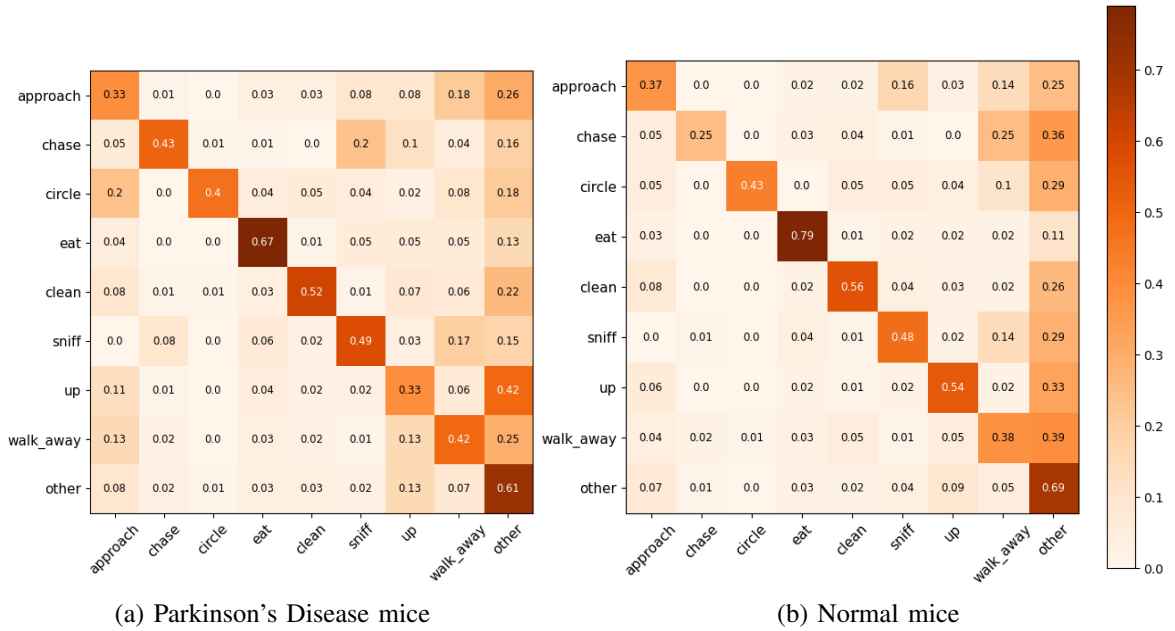 approach 0.33 0.01 0.0 0.03 0.03 0.08 0.08 0.18 0.26
chase 0.05 0.43 0.01 0.01 0.0 0.2 0.1 0.04 0.16
circle 0.2 0.0 0.4 0.04 0.05 0.04 0.02 0.08 0.18
eat 0.04 0.0 0.0 0.67 0.01 0.05 0.05 0.05 0.13
clean 0.08 0.01 0.01 0.03 0.52 0.01 0.07 0.06 0.22
sniff 0.0 0.08 0.0 0.06 0.02 0.49 0.03 0.17 0.15
up 0.11 0.01 0.0 0.04 0.02 0.02 0.33 0.06 0.42
walk_away 0.13 0.02 0.0 0.03 0.02 0.01 0.13 0.42 0.25
other 0.08 0.02 0.01 0.03 0.03 0.02 0.13 0.07 0.61
approach chase circle eat clean sniff up walk_away other
(a) Parkinson's Disease mice
approach 0.37 0.0 0.0 0.02 0.02 0.16 0.03 0.14 0.25
chase 0.05 0.25 0.0 0.03 0.04 0.01 0.0 0.25 0.36
circle 0.05 0.0 0.43 0.0 0.05 0.05 0.04 0.1 0.29
eat 0.03 0.0 0.0 0.79 0.01 0.02 0.02 0.02 0.11
clean 0.08 0.0 0.0 0.02 0.56 0.04 0.03 0.02 0.26
sniff 0.0 0.01 0.0 0.04 0.01 0.48 0.02 0.14 0.29
up 0.06 0.0 0.0 0.02 0.01 0.02 0.54 0.02 0.33
walk_away 0.04 0.02 0.01 0.03 0.05 0.01 0.05 0.38 0.39
other 0.07 0.01 0.0 0.03 0.02 0.04 0.09 0.05 0.69
approach chase circle eat clean sniff up walk_away other
(b) Normal mice
0.7
0.6
0.5
0.4
0.3
0.2
0.1
0.0